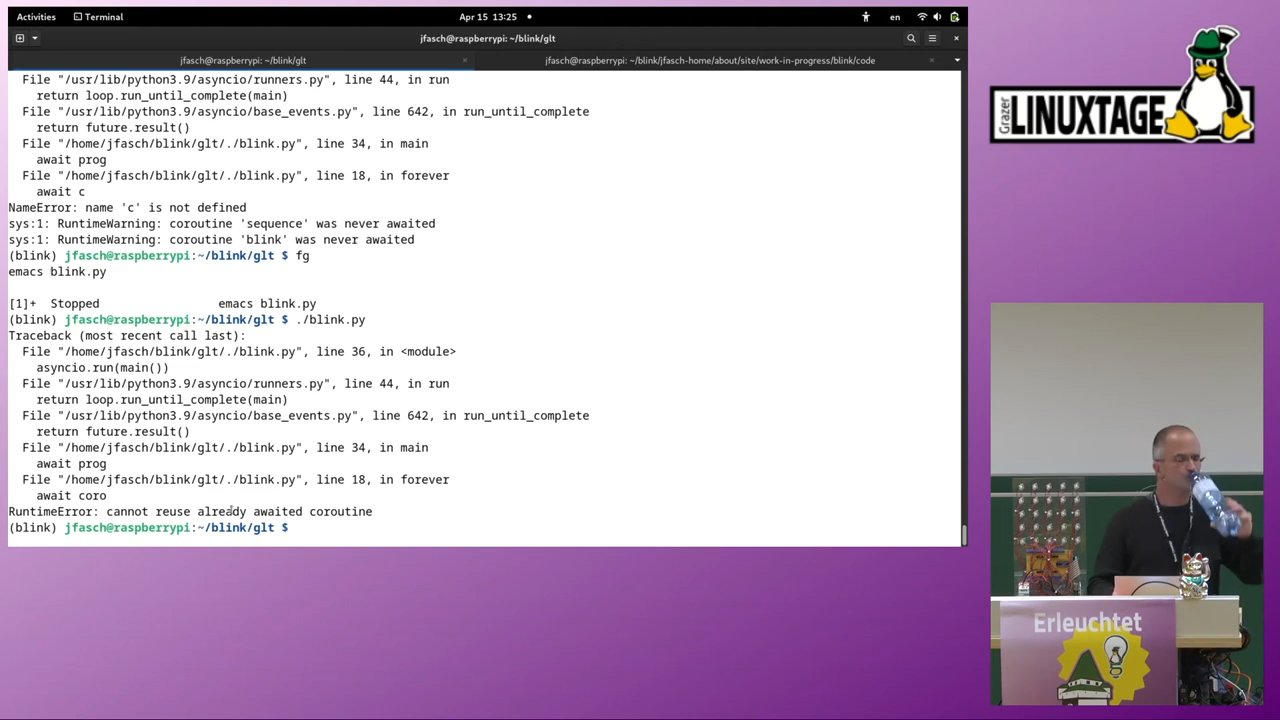 Activities
Terminal
Apr 15 13:25
en
jfasch@raspberrypi: ~/blink/glt
jfasch@raspberrypi: ~/blink/glt
jfasch@raspberrypi: ~/blink/jfasch-home/about/site/work-in-progress/blink/code
File "/usr/lib/python3.9/asyncio/runners.py", line 44, in run
return loop.run_until_complete(main)
File "/usr/lib/python3.9/asyncio/base_events.py", line 642, in run_until_complete
return future.result()
File "/home/jfasch/blink/glt/./blink.py", line 34, in main
await prog
File "/home/jfasch/blink/glt/./blink.py", line 18, in forever
await c
NameError: name 'c' is not defined
sys:1: RuntimeWarning: coroutine 'sequence' was never awaited
sys:1: RuntimeWarning: coroutine 'blink' was never awaited
(blink) jfasch@raspberrypi:~/blink/glt $ fg
emacs blink.py
[1]+  Stopped                 emacs blink.py
(blink) jfasch@raspberrypi:~/blink/glt $ ./blink.py
Traceback (most recent call last):
File "/home/jfasch/blink/glt/./blink.py", line 36, in <module>
asyncio.run(main())
File "/usr/lib/python3.9/asyncio/runners.py", line 44, in run
return loop.run_until_complete(main)
File "/usr/lib/python3.9/asyncio/base_events.py", line 642, in run_until_complete
return future.result()
File "/home/jfasch/blink/glt/./blink.py", line 34, in main
await prog
File "/home/jfasch/blink/glt/./blink.py", line 18, in forever
await coro
RuntimeError: cannot reuse already awaited coroutine
(blink) jfasch@raspberrypi:~/blink/glt $
Grazer
LINUXTAGE
Erleuchtet